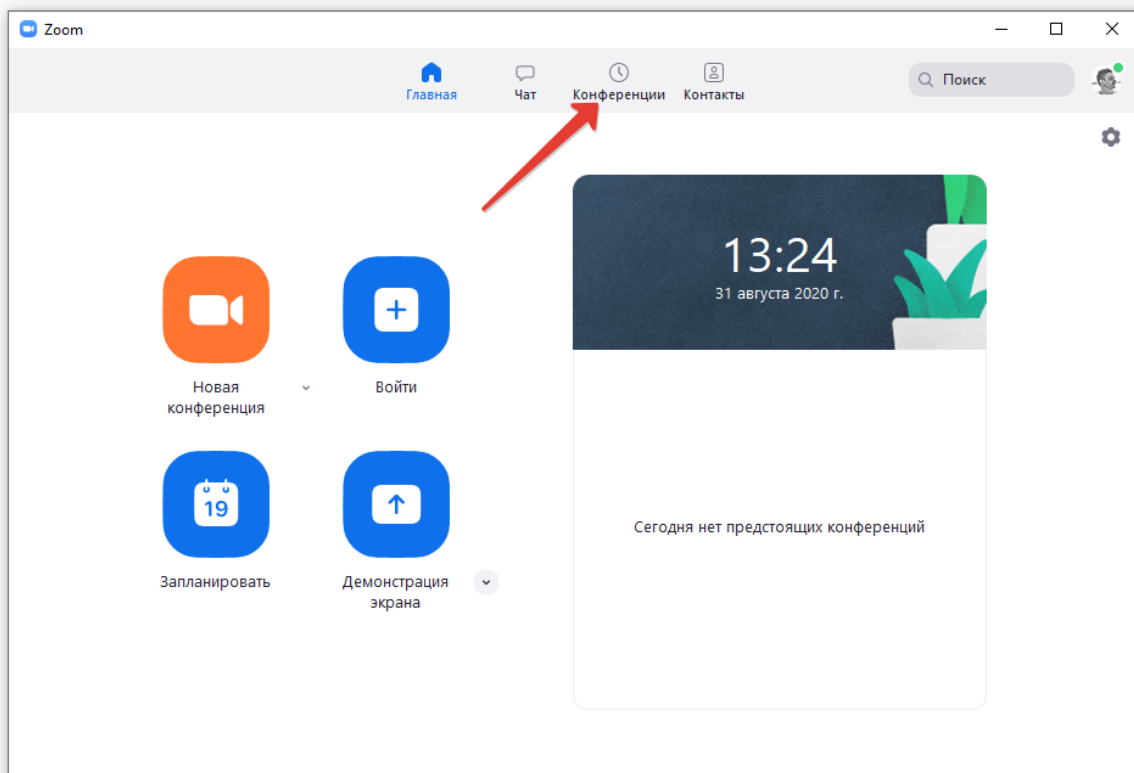 Zoom
Главная
Чат
Конференции
Контакты
Поиск
13:24
31 августа 2020 г.
Новая
конференция
Войти
19
Запланировать
Демонстрация
экрана
Сегодня нет предстоящих конференций